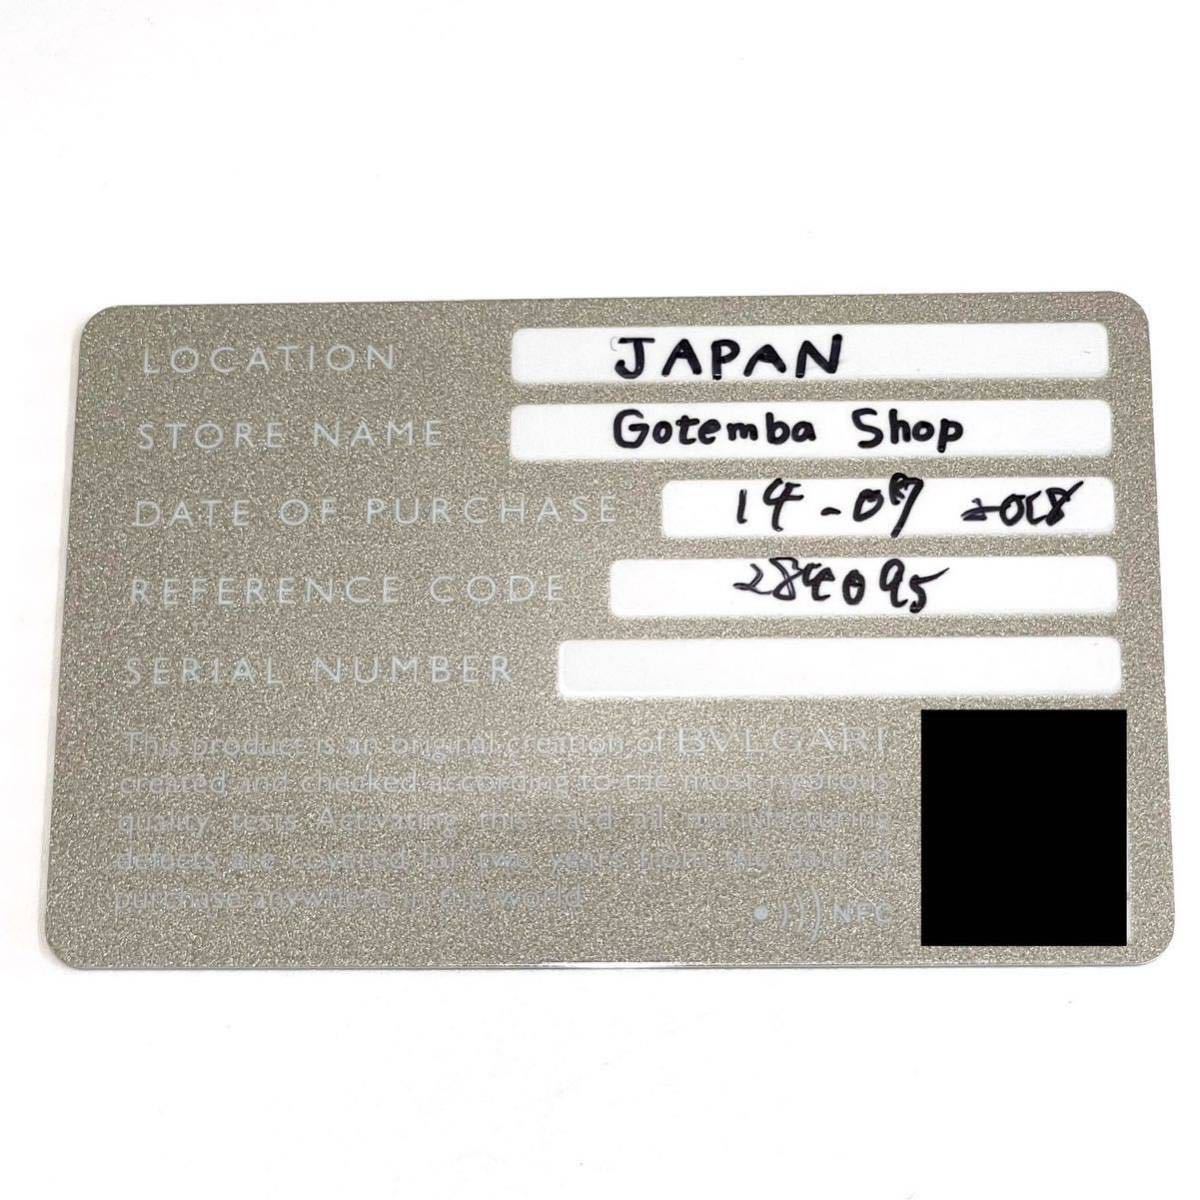 LOCATION JAPAN
STORE NAME Gotemba Shop
DATE OF PURCHASE 14-07 2018
REFERENCE CODE 284095
SERIAL NUMBER
This product is an original creation of BVLGARI
created and checked according to the most rigorous
quality tests. Activating this card all manufacturing
defects are covered for two years from the date of
purchase anywhere in the world.
NFC